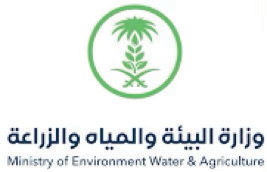 وزارة البيئة والمياه والزراعة
Ministry of Environment Water & Agriculture